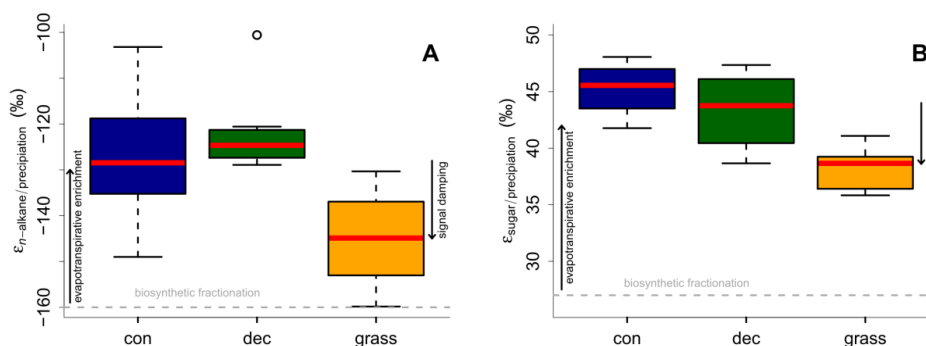 A
ε n−alkane/precipitation (‰)
−160
−140
−120
−100
evapotranspirative enrichment
signal damping
biosynthetic fractionation
con dec grass
B
ε sugar/precipiation (‰)
30
35
40
45
50
evapotranspirative enrichment
biosynthetic fractionation
con dec grass